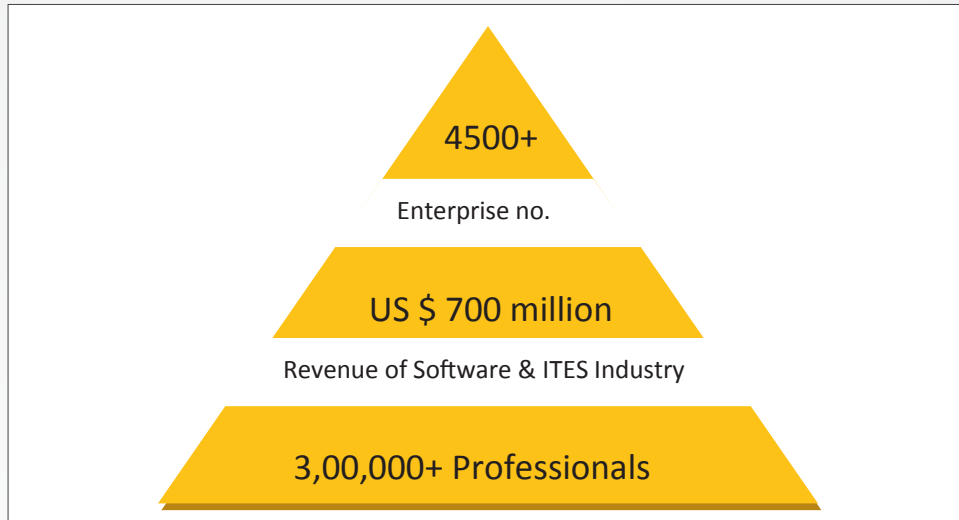 4500+
Enterprise no.
US $ 700 million
Revenue of Software & ITES Industry
3,00,000+ Professionals